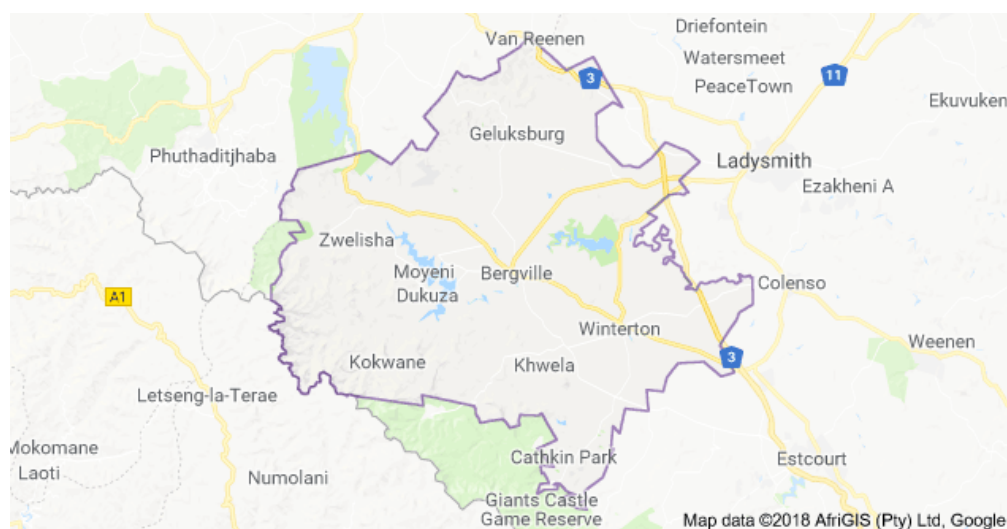 Van Reenen
Driefontein
Watersmeet
PeaceTown
3
11
Ekuvuken
Geluksburg
Phuthaditjhaba
Ladysmith
Ezakheni A
Zwelisha
Moyeni
Dukuza
Bergville
Colenso
A1
Winterton
Weenen
Kokwane
Khwela
3
Letseng-la-Terae
Mokomane
Laoti
Numolani
Cathkin Park
Estcourt
Giants Castle
Game Reserve
Map data ©2018 AfriGIS (Pty) Ltd, Google